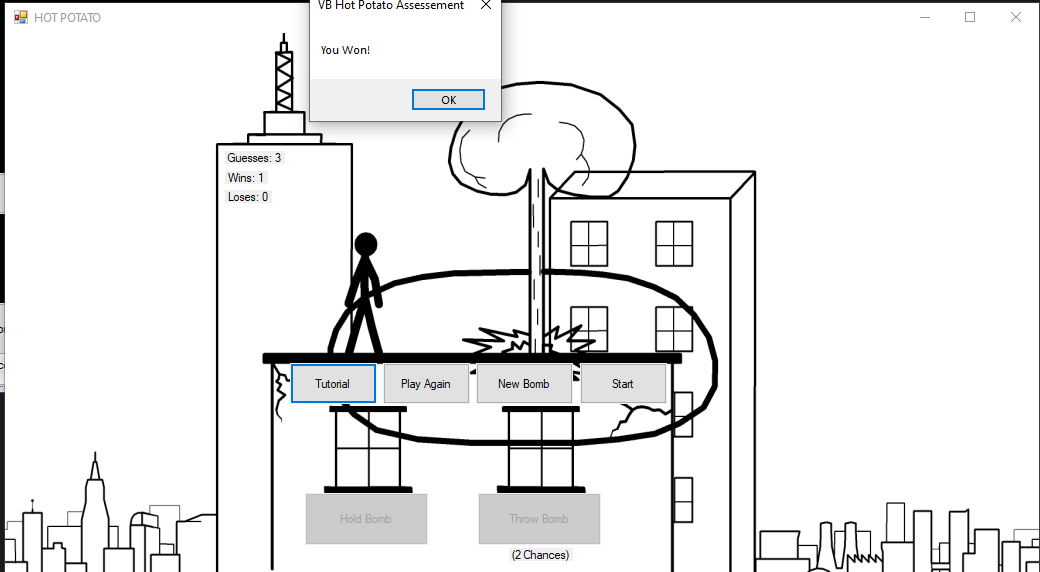 HOT POTATO
VB Hot Potato Assessement
You Won!
OK
Guesses: 3
Wins: 1
Loses: 0
Tutorial
Play Again
New Bomb
Start
Hold Bomb
Throw Bomb
(2 Chances)